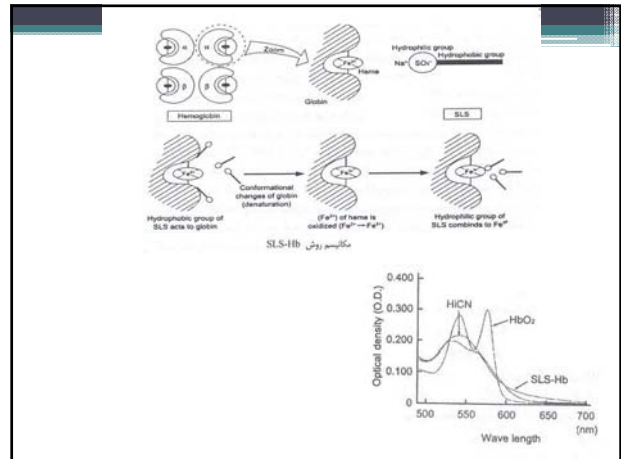 α α
β β
Hemoglobin
Zoom
Heme
Globin
Hydrophilic group
Hydrophobic group
Na⁺ SO₄⁻
SLS
Hydrophobic group of
SLS acts to globin
Conformational
changes of globin
(denaturation)
(Fe²⁺) of heme is
oxidized (Fe²⁺→Fe³⁺)
Hydrophilic group of
SLS combinds to Fe³⁺
مکانیسم روش SLS-Hb
Optical density (O.D.)
0.400
0.300
0.200
0.100
0
HiCN
HbO₂
SLS-Hb
500 550 600 650 700
(nm)
Wave length